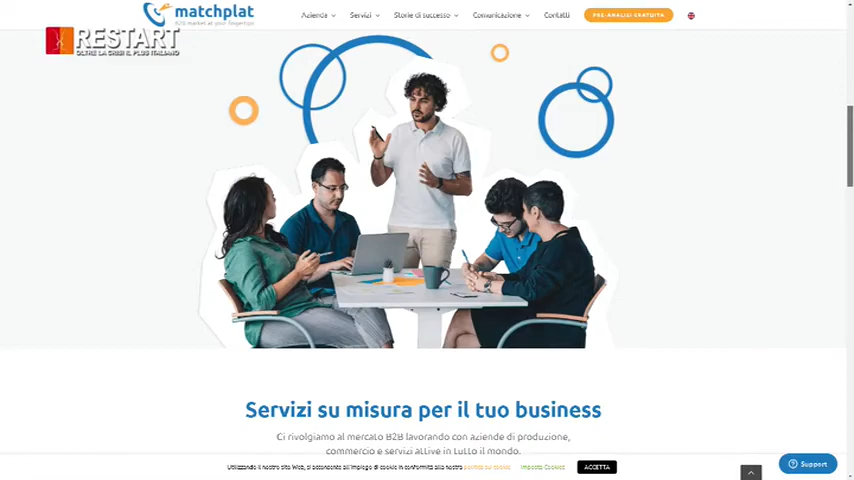 matchplat
B2B market at your fingertips
Azienda Servizi Storie di successo Comunicazione Contatti PRE-ANALISI GRATUITA
RESTART
OLTRE LA CRISI IL PLUS ITALIANO
Servizi su misura per il tuo business
Ci rivolgiamo al mercato B2B lavorando con aziende di produzione,
commercio e servizi attive in tutto il mondo.
Utilizzando il nostro sito Web, si acconsente all'impiego di cookie in conformità alla nostra politica sui cookie Imposta Cookies ACCETTA
Support